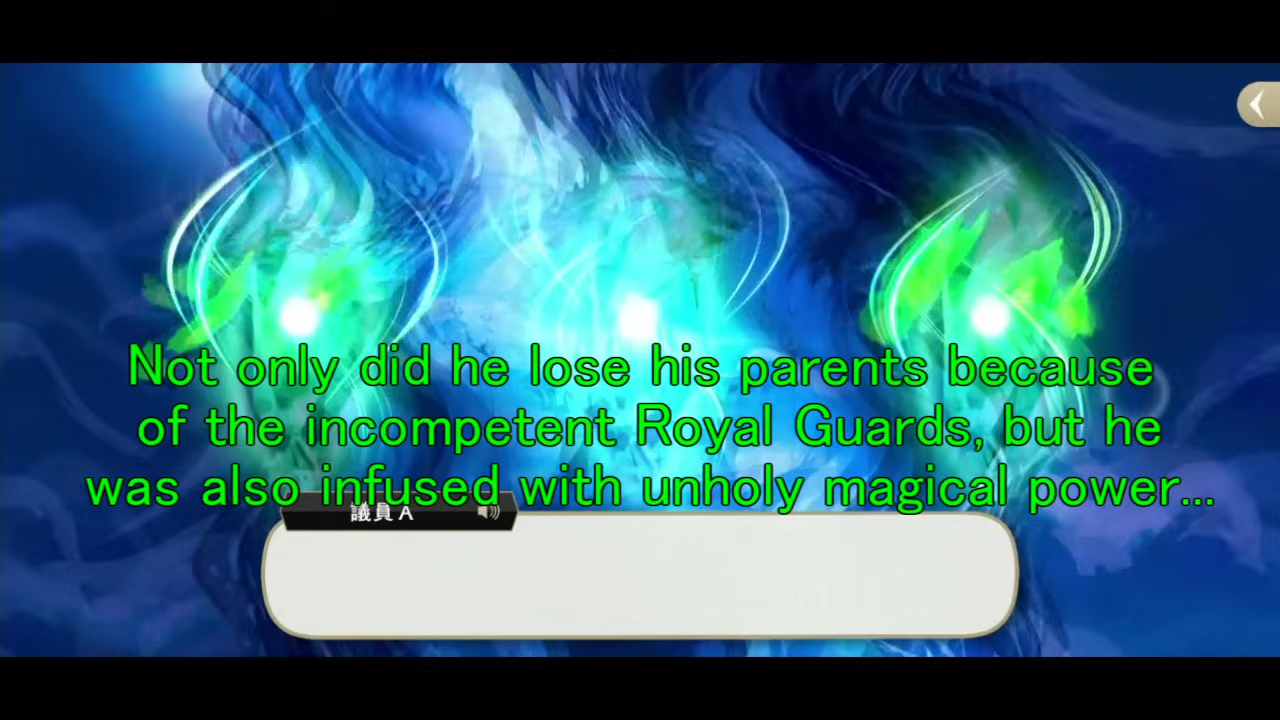 Not only did he lose his parents because
of the incompetent Royal Guards, but he
was also infused with unholy magical power...
議員A